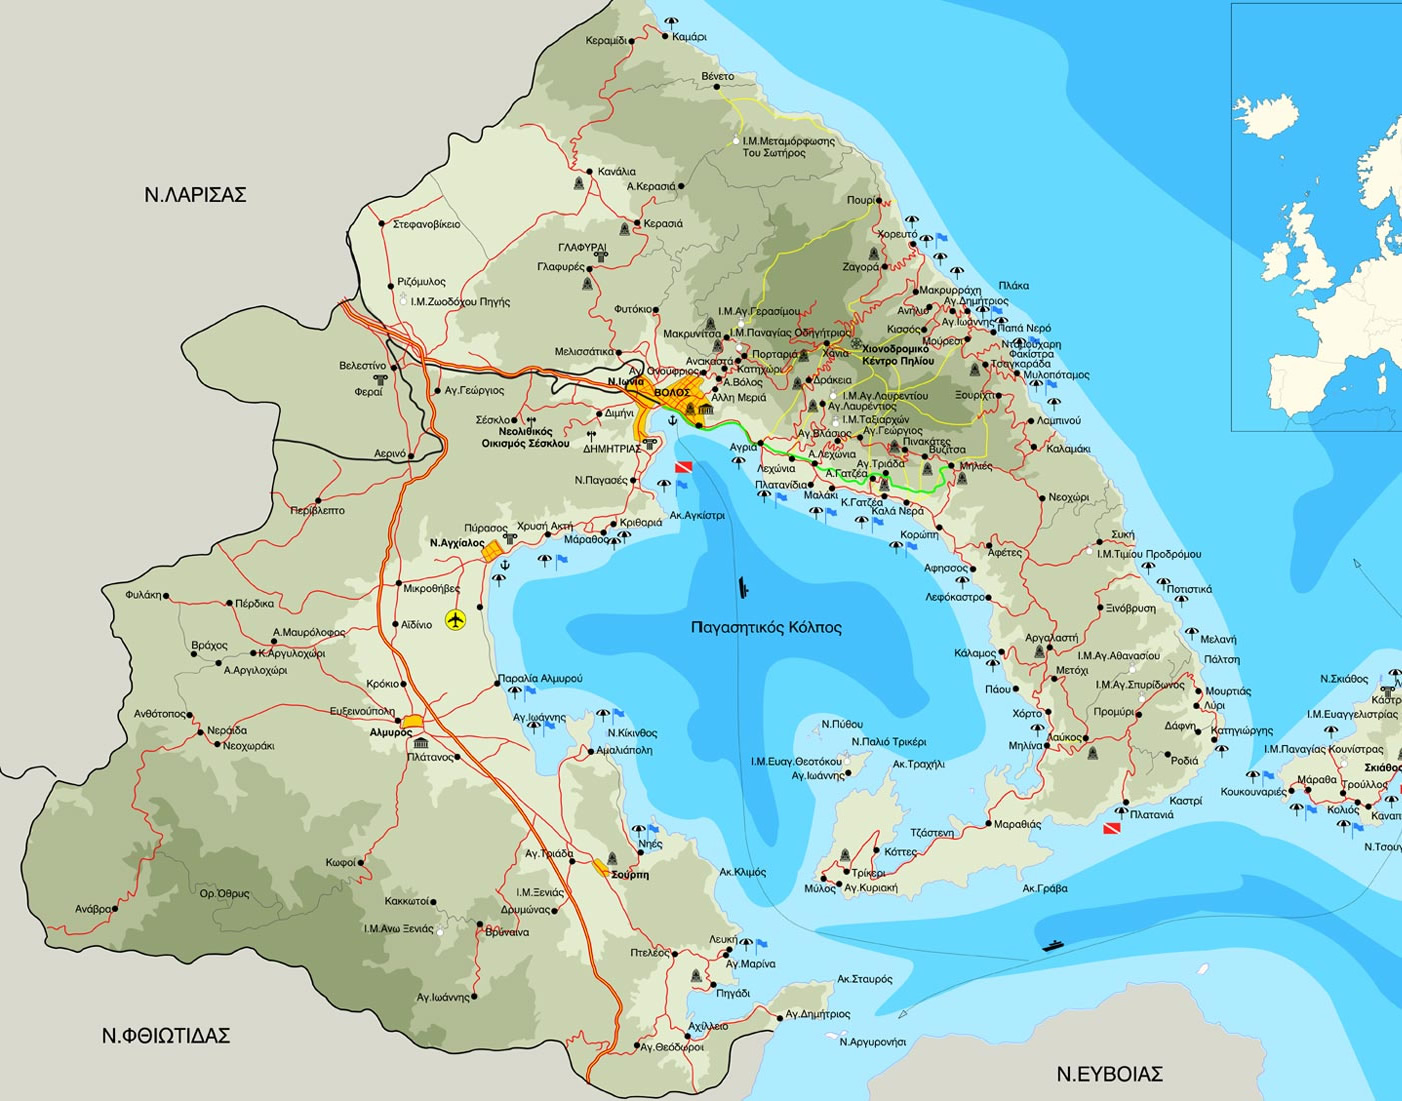 Καμάρι
Κεραμίδι
Βένετο
Ι.Μ.Μεταμόρφωσης
Του Σωτήρος
Κανάλια
Α.Κερασιά
Ν.ΛΑΡΙΣΑΣ
Πουρί
Στεφανοβίκειο
Κερασιά
Χορευτό
ΓΛΑΦΥΡΑΙ
Γλαφυρές
Ζαγορά
Ριζόμυλος
Πλάκα
Μακρυρράχη
Ι.Μ.Ζωοδόχου Πηγής
Αγ.Δημήτριος
Φυτόκιο
Ι.Μ.Αγ.Γερασίμου
Ανήλιο
Αγ.Ιωάννης
Μακρυνίτσα
Ι.Μ.Παναγίας Οδηγήτριας
Κισσός
Παπά Νερό
Μούρεσι
Νταμούχαρη
Μελισσάτικα
Πορταριά
Χάνια
Χιονοδρομικό
Κέντρο Πηλίου
Φακίστρα
Ανακασιά
Τσαγκαράδα
Βελεστίνο
Αγ. Ονούφριος
Κατηχώρι
Μυλοπόταμος
Ν.Ιωνία
Α.Βόλος
Δράκεια
Φεραί
Αγ.Γεώργιος
ΒΟΛΟΣ
Άλλη Μεριά
Ι.Μ.Αγ.Λαυρεντίου
Ξουρίχτι
Αγ.Λαυρέντιος
Διμήνι
Σέσκλο
Ι.Μ.Ταξιαρχών
Λαμπινού
Νεολιθικός
Οικισμός Σέσκλου
Αγ.Βλάσιος
Αγ.Γεώργιος
Πινακάτες
ΔΗΜΗΤΡΙΑΣ
Αγριά
Βυζίτσα
Καλαμάκι
Αερινό
Α.Λεχώνια
Λεχώνια
Αγ.Τριάδα
Μηλιές
Α.Γατζέα
Ν.Παγασές
Πλατανίδια
Μαλάκι
Κ.Γατζέα
Νεοχώρι
Περίβλεπτο
Καλά Νερά
Ακ.Αγκίστρι
Κριθαριά
Πύρασος
Χρυσή Ακτή
Κορώπη
Συκή
Ν.Αγχίαλος
Μάραθος
Αφέτες
Ι.Μ.Τιμίου Προδρόμου
Αφησσος
Μικροθήβες
Ποτιστικά
Φυλάκη
Πέρδικα
Λεφόκαστρο
Ξινόβρυση
Αϊδίνιο
Παγασητικός Κόλπος
Α.Μαυρόλοφος
Αργαλαστή
Μελανή
Βράχος
Κ.Αργυλοχώρι
Κάλαμος
Ι.Μ.Αγ.Αθανασίου
Πάλτση
Α.Αργιλοχώρι
Μετόχι
Κρόκιο
Παραλία Αλμυρού
Πάου
Ι.Μ.Αγ.Σπυρίδωνος
Μουρτιάς
Ν.Σκιάθος
Ευξεινούπολη
Ανθότοπος
Αγ.Ιωάννης
Χόρτο
Προμύρι
Λύρι
Ι.Μ.Ευαγγελιστρίας
Ν.Πύθου
Δάφνη
Κατηγιώργης
Νεράιδα
Αλμυρός
Ν.Κίκινθος
Λαύκος
Νεοχωράκι
Ν.Παλιό Τρικέρι
Μηλίνα
Πλάτανος
Αμαλιάπολη
Ι.Μ.Παναγίας Κουνίστρας
Ι.Μ.Ευαγ.Θεοτόκου
Ακ.Τραχήλι
Ροδιά
Αγ.Ιωάννης
Σκιάθος
Μάραθα
Τρούλλος
Κουκουναριές
Καστρί
Κολιός
Πλατανιά
Τζάστενη
Μαραθιάς
Νηές
Κόττες
Αγ.Τριάδα
Κωφοί
Σούρπη
Ακ.Κλιμός
Τρίκερι
Μύλος
Αγ.Κυριακή
Ακ.Γράβα
Ορ.Όθρυς
Ι.Μ.Ξενιάς
Κακκωτοί
Ανάβρα
Δρυμώνας
Ι.Μ.Ανω Ξενιάς
Βρύναινα
Λευκή
Πτελεός
Αγ.Μαρίνα
Ακ.Σταυρός
Αγ.Ιωάννης
Πηγάδι
Αγ.Δημήτριος
Αχίλλειο
Ν.ΦΘΙΩΤΙΔΑΣ
Αγ.Θεόδωροι
Ν.Αργυρονήσι
Ν.ΕΥΒΟΙΑΣ